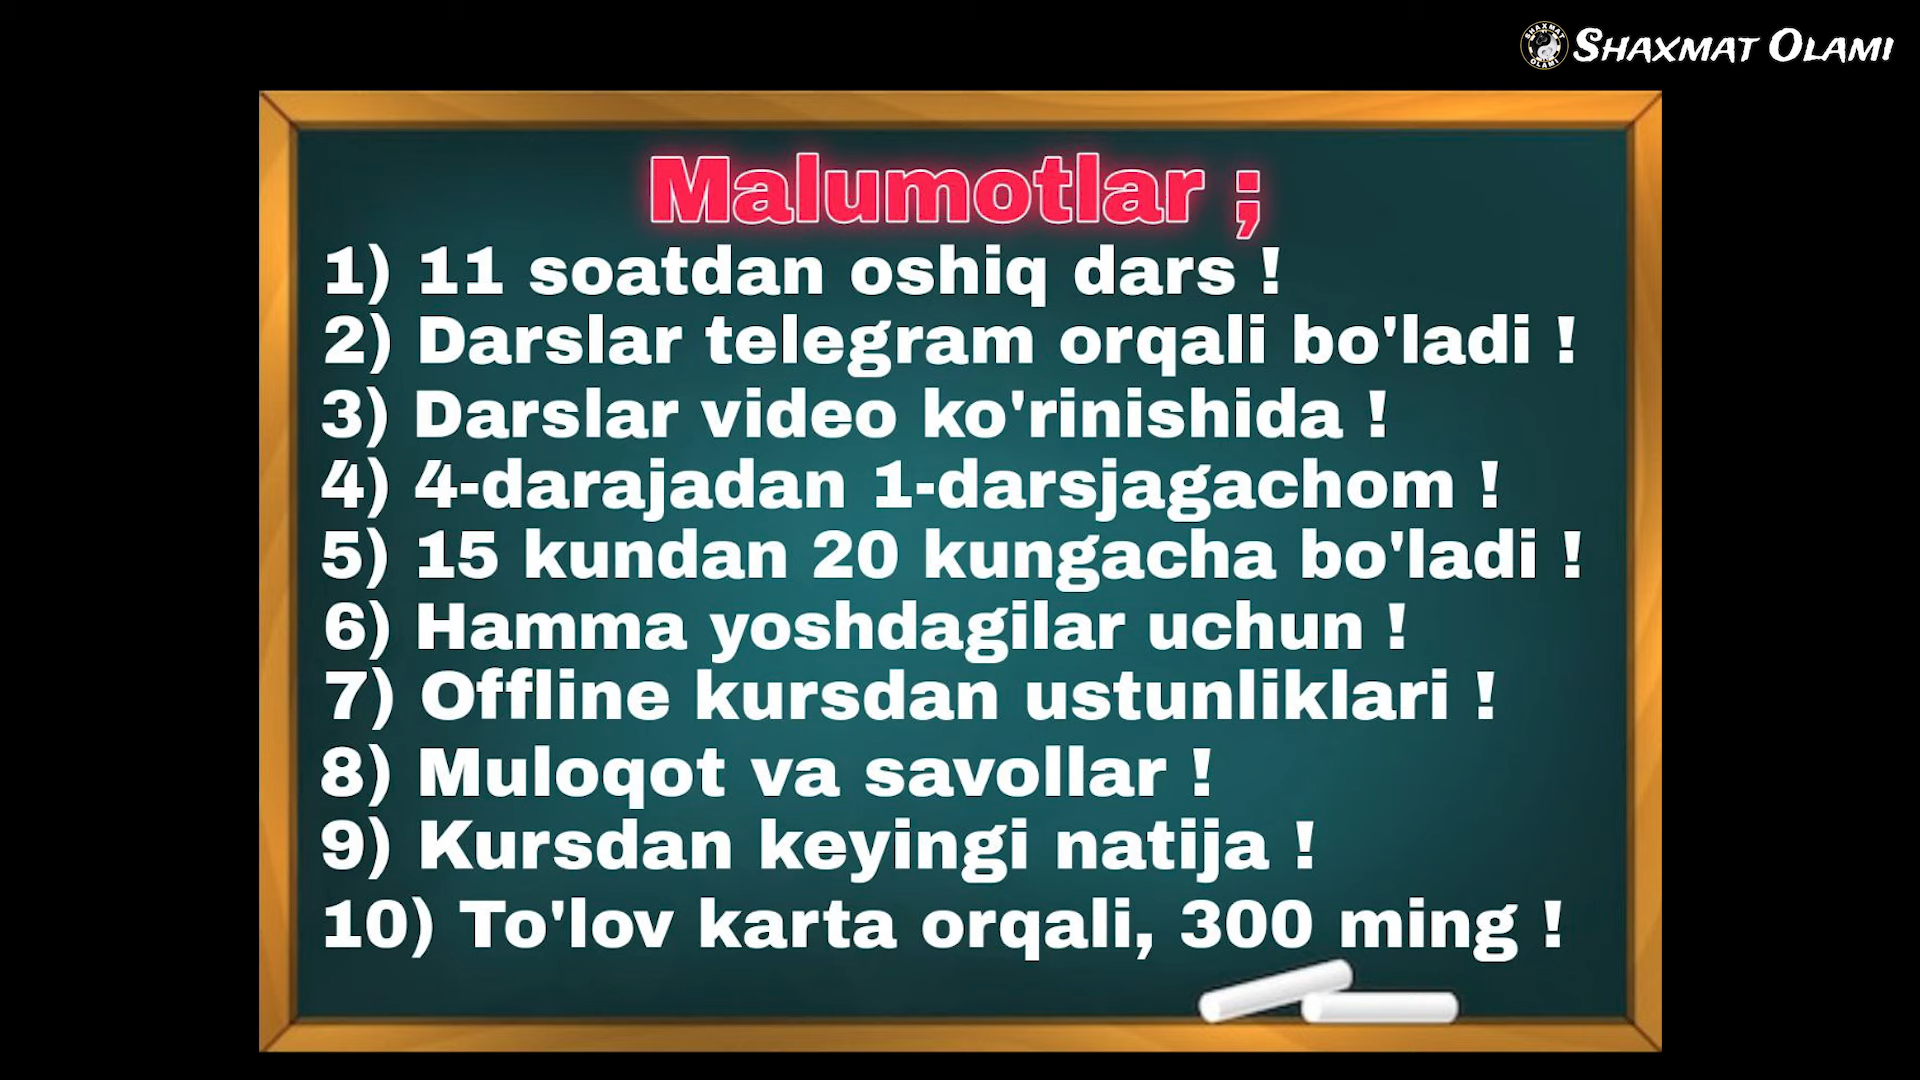 SHAXMAT OLAMI
SHAXMAT OLAMI
Malumotlar ;
1) 11 soatdan oshiq dars !
2) Darslar telegram orqali bo'ladi !
3) Darslar video ko'rinishida !
4) 4-darajadan 1-darsjagachom !
5) 15 kundan 20 kungacha bo'ladi !
6) Hamma yoshdagilar uchun !
7) Offline kursdan ustunliklari !
8) Muloqot va savollar !
9) Kursdan keyingi natija !
10) To'lov karta orqali, 300 ming !